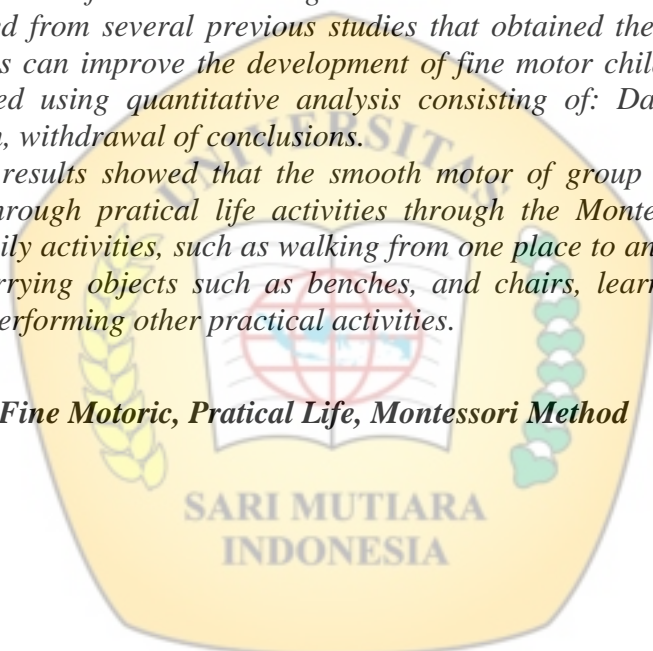 ed from several previous studies that obtained the
s can improve the development of fine motor chil
ed using quantitative analysis consisting of: Da
n, withdrawal of conclusions.
results showed that the smooth motor of group
hrough pratical life activities through the Monte
ily activities, such as walking from one place to an
rrying objects such as benches, and chairs, learn
erforming other practical activities.
Fine Motoric, Pratical Life, Montessori Method
UNIVERSITAS
SARI MUTIARA
INDONESIA